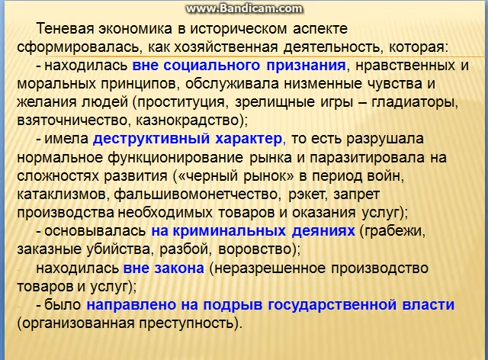 www.Bandicam.com
Теневая экономика в историческом аспекте
сформировалась, как хозяйственная деятельность, которая:
- находилась вне социального признания, нравственных и
моральных принципов, обслуживала низменные чувства и
желания людей (проституция, зрелищные игры – гладиаторы,
взяточничество, казнокрадство);
- имела деструктивный характер, то есть разрушала
нормальное функционирование рынка и паразитировала на
сложностях развития («черный рынок» в период войн,
катаклизмов, фальшивомонетчество, рэкет, запрет
производства необходимых товаров и оказания услуг);
- основывалась на криминальных деяниях (грабежи,
заказные убийства, разбой, воровство);
находилась вне закона (неразрешенное производство
товаров и услуг);
- было направлено на подрыв государственной власти
(организованная преступность).